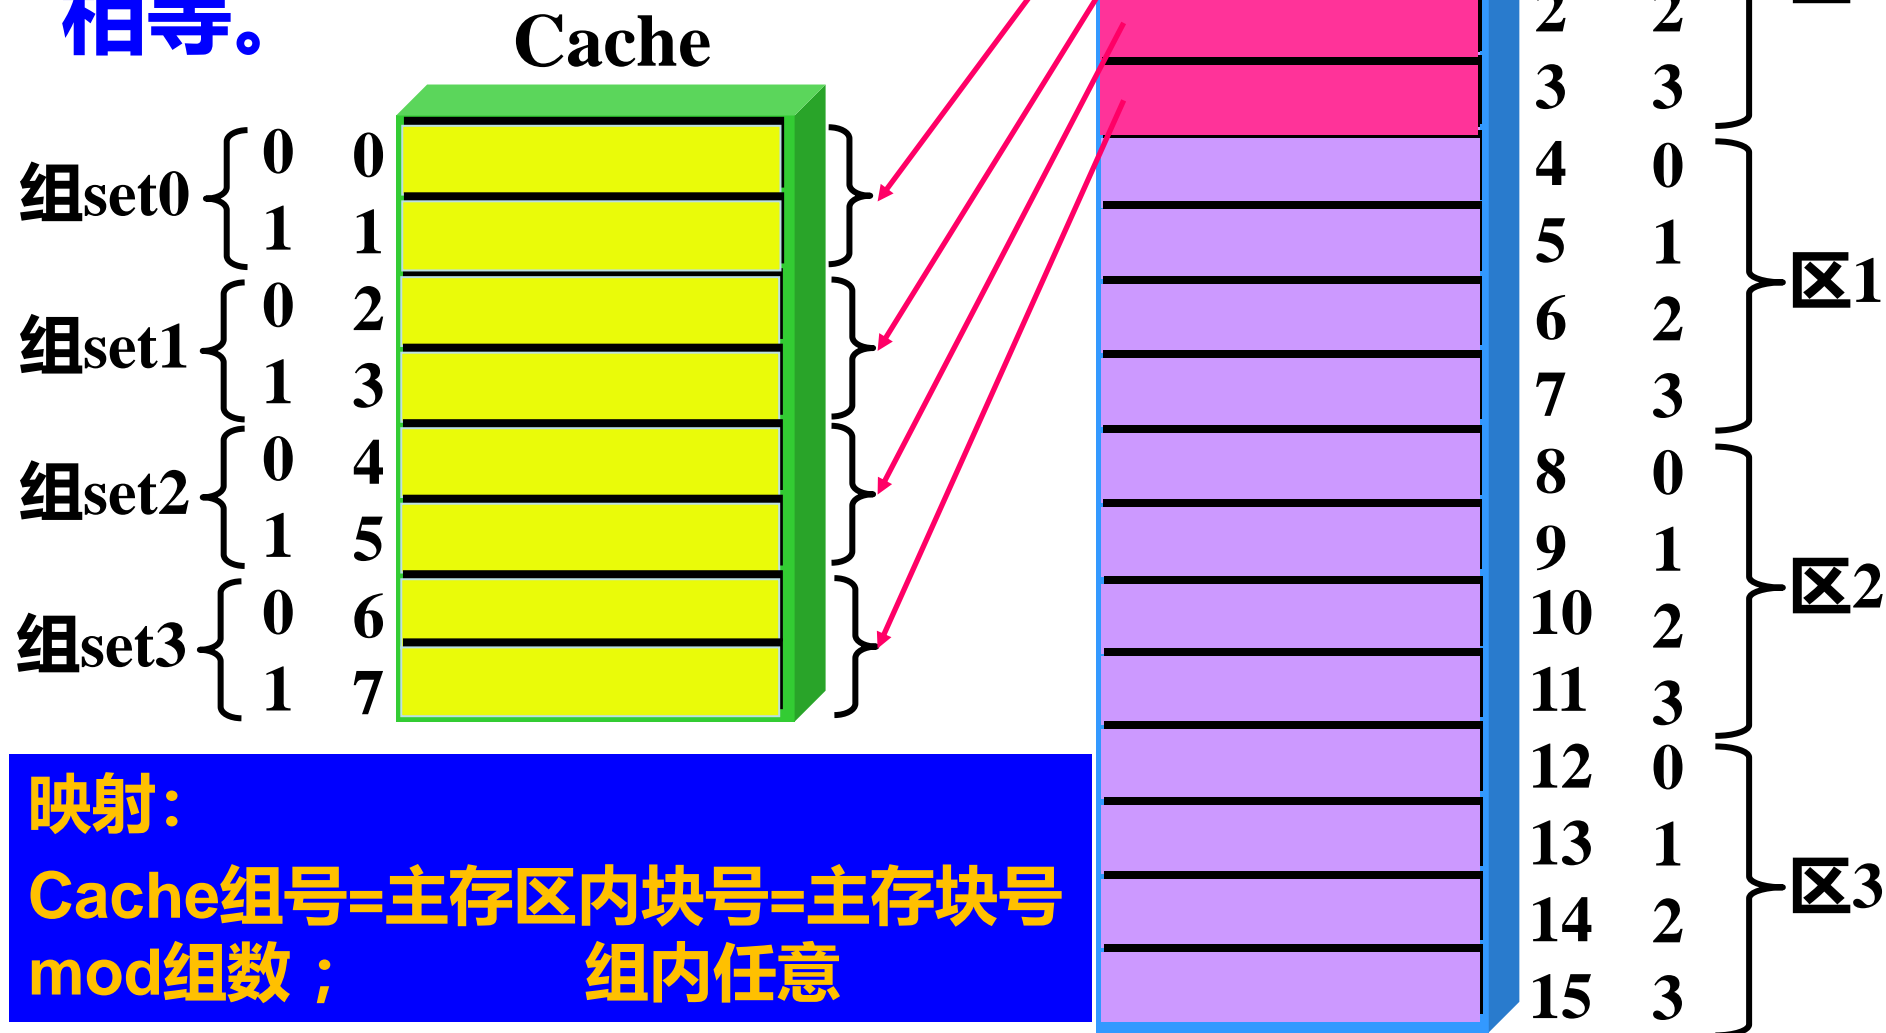 相等。
Cache
2 2
3 3
组set0 0 0
1 1
组set1 0 2
1 3
组set2 0 4
1 5
组set3 0 6
1 7
4 0
5 1
6 2
7 3
区1
8 0
9 1
10 2
11 3
区2
12 0
13 1
14 2
15 3
区3
映射：
Cache组号=主存区内块号=主存块号
mod组数； 组内任意